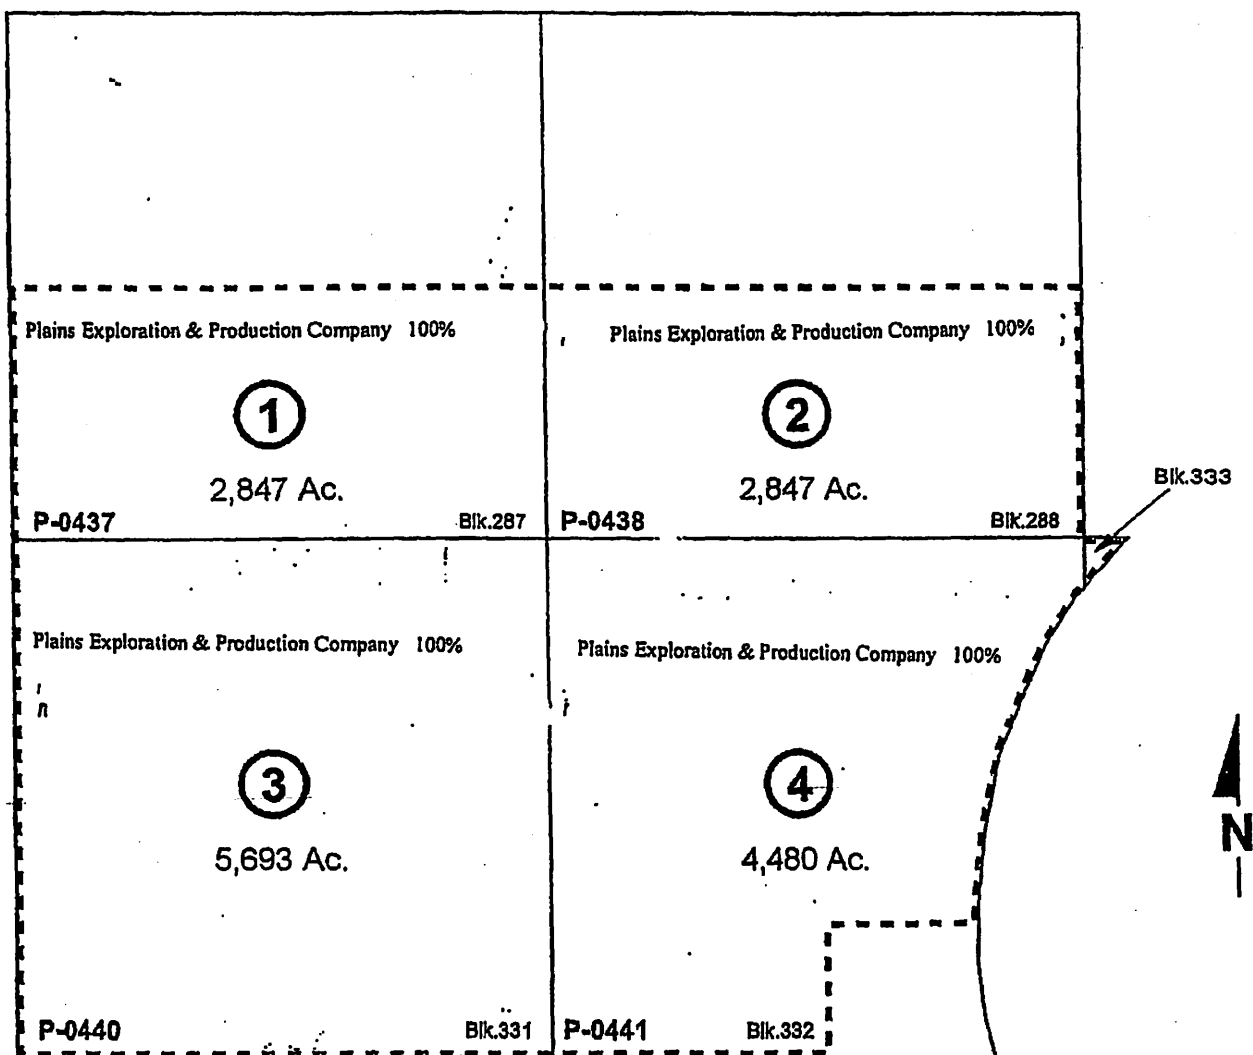 Plains Exploration & Production Company 100%
Plains Exploration & Production Company 100%
1
2
2,847 Ac.
2,847 Ac.
Blk.333
P-0437
Blk.287
P-0438
Blk.288
Plains Exploration & Production Company 100%
Plains Exploration & Production Company 100%
3
4
5,693 Ac.
4,480 Ac.
N
P-0440
Blk.331
P-0441
Blk.332